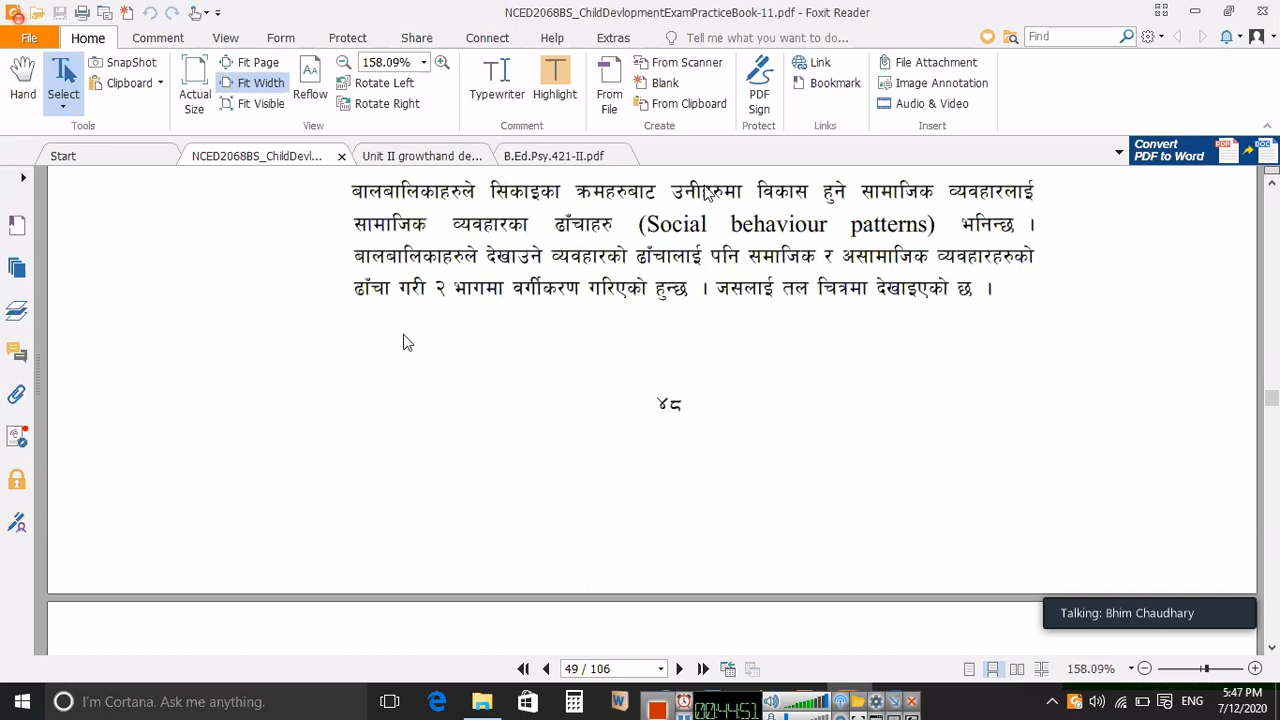 NCED2068BS_ChildDevlopmentExamPracticeBook-11.pdf - Foxit Reader
File Home Comment View Form Protect Share Connect Help Extras Tell me what you want to do... Find
SnapShot Fit Page 158.09% Rotate Left From Scanner Link File Attachment
Clipboard Fit Width Blank Bookmark Image Annotation
Hand Select Actual Size Fit Visible Reflow Rotate Right Typewriter Highlight From File From Clipboard PDF Sign Audio & Video
Tools View Comment Create Protect Links Insert
Start NCED2068BS_ChildDevl... Unit II growthand de... B.Ed.Psy.421-II.pdf Convert PDF to Word
बालबालिकाहरुले सिकाइका क्रमहरुबाट उनीहरुमा विकास हुने सामाजिक व्यवहारलाई
सामाजिक व्यवहारका ढाँचाहरु (Social behaviour patterns) भनिन्छ ।
बालबालिकाहरुले देखाउने व्यवहारको ढाँचालाई पनि समाजिक र असामाजिक व्यवहारहरुको
ढाँचा गरी २ भागमा वर्गीकरण गरिएको हुन्छ । जसलाई तल चित्रमा देखाइएको छ ।
४८
Talking: Bhim Chaudhary
49 / 106 158.09%
I'm Cortana. Ask me anything. 00:44:51 ENG 5:47 PM
7/12/2020